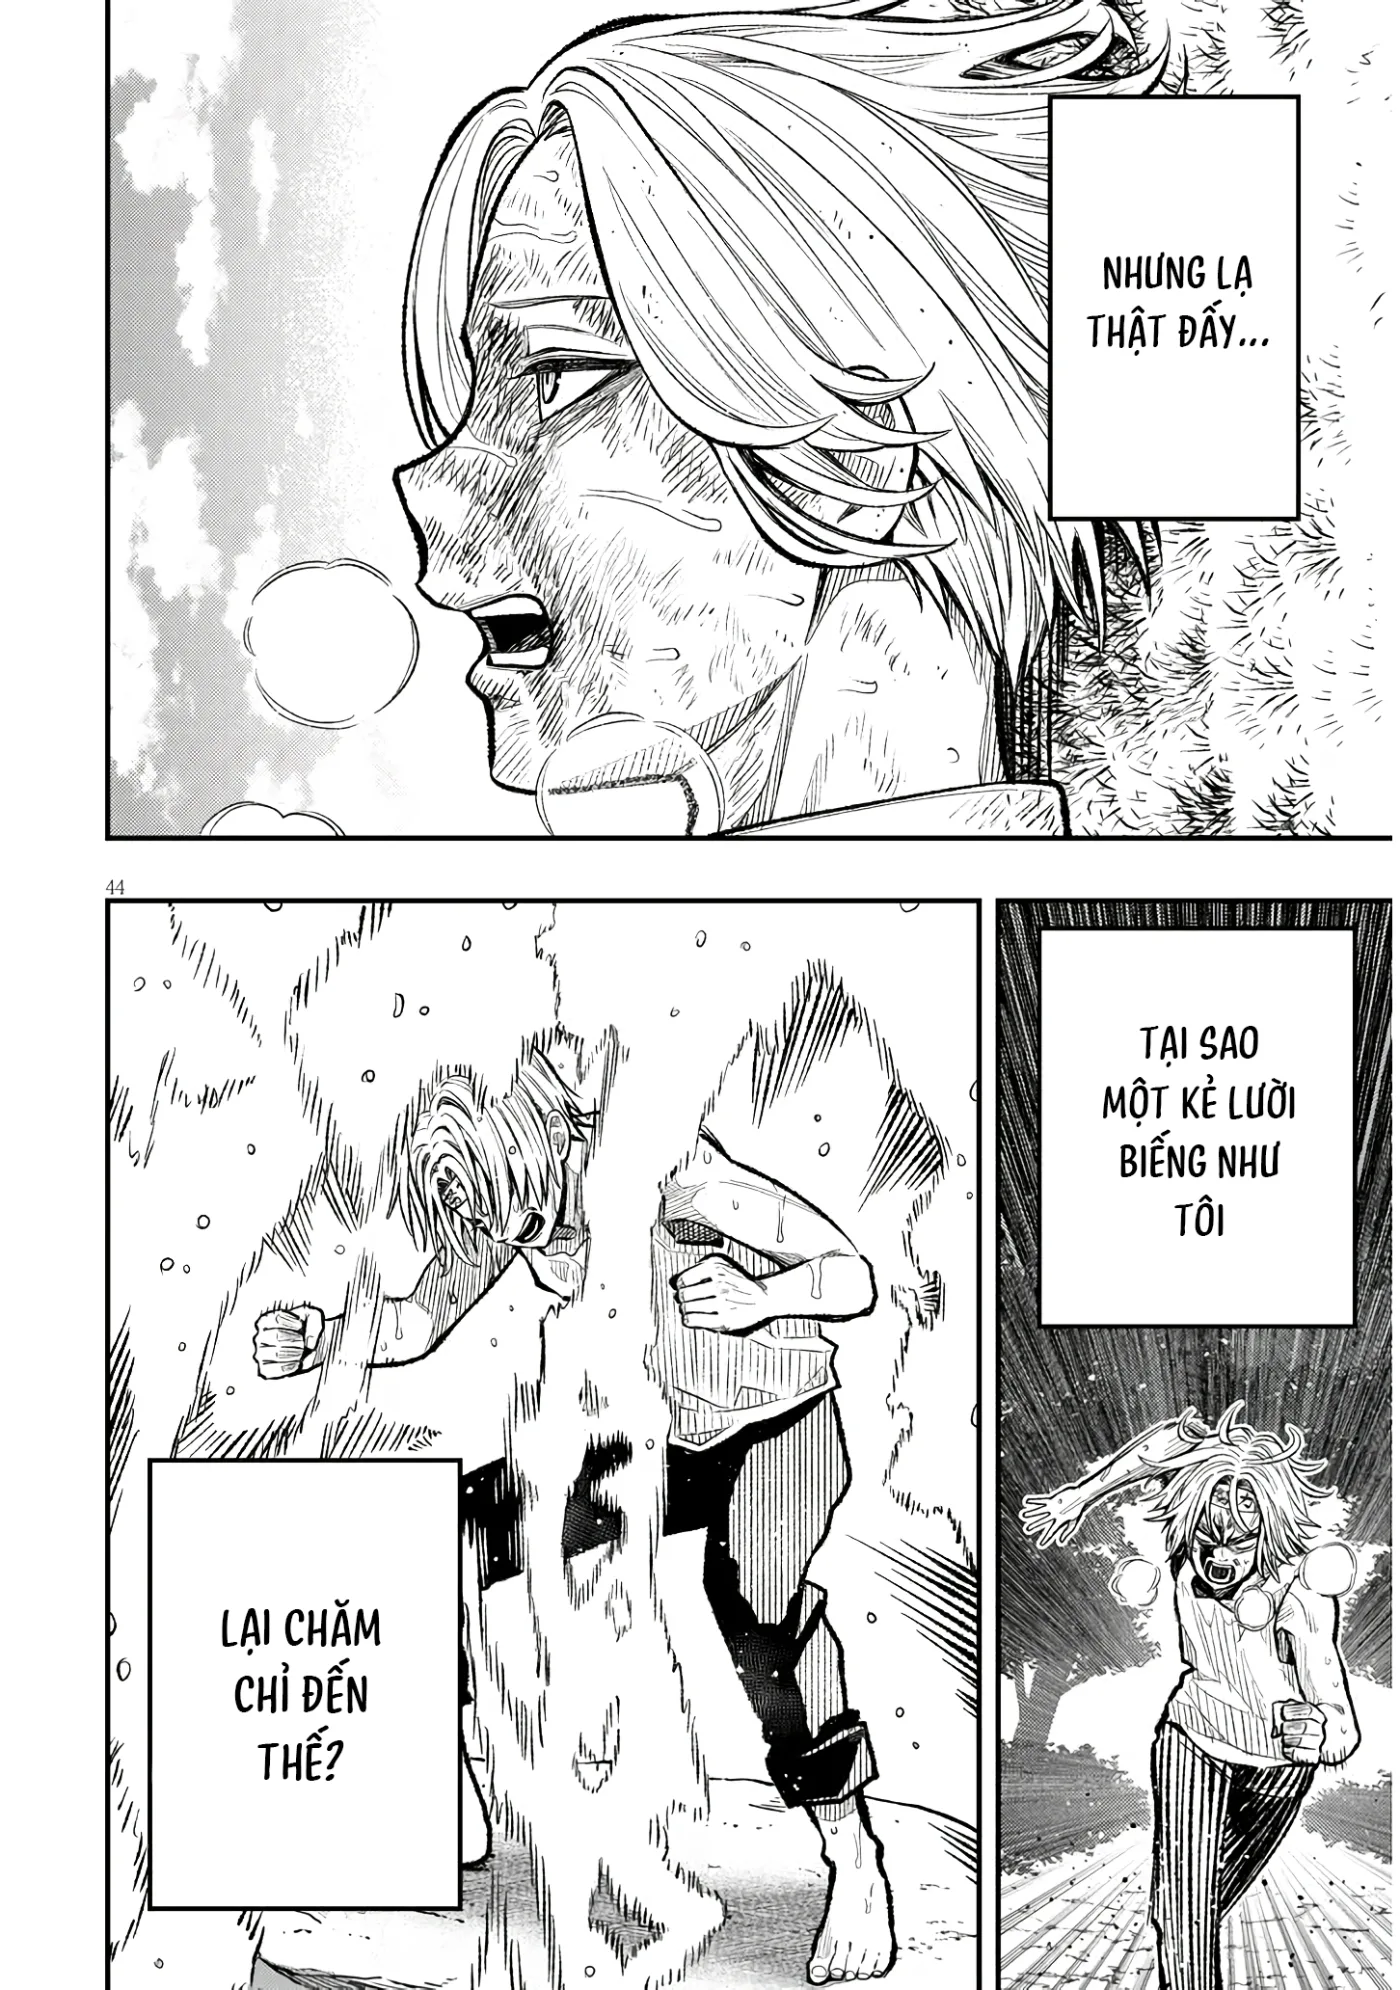 NHƯNG LẠ
THẬT ĐẤY...
44
TẠI SAO
MỘT KẺ LƯỜI
BIẾNG NHƯ
TÔI
LẠI CHĂM
CHỈ ĐẾN
THẾ?